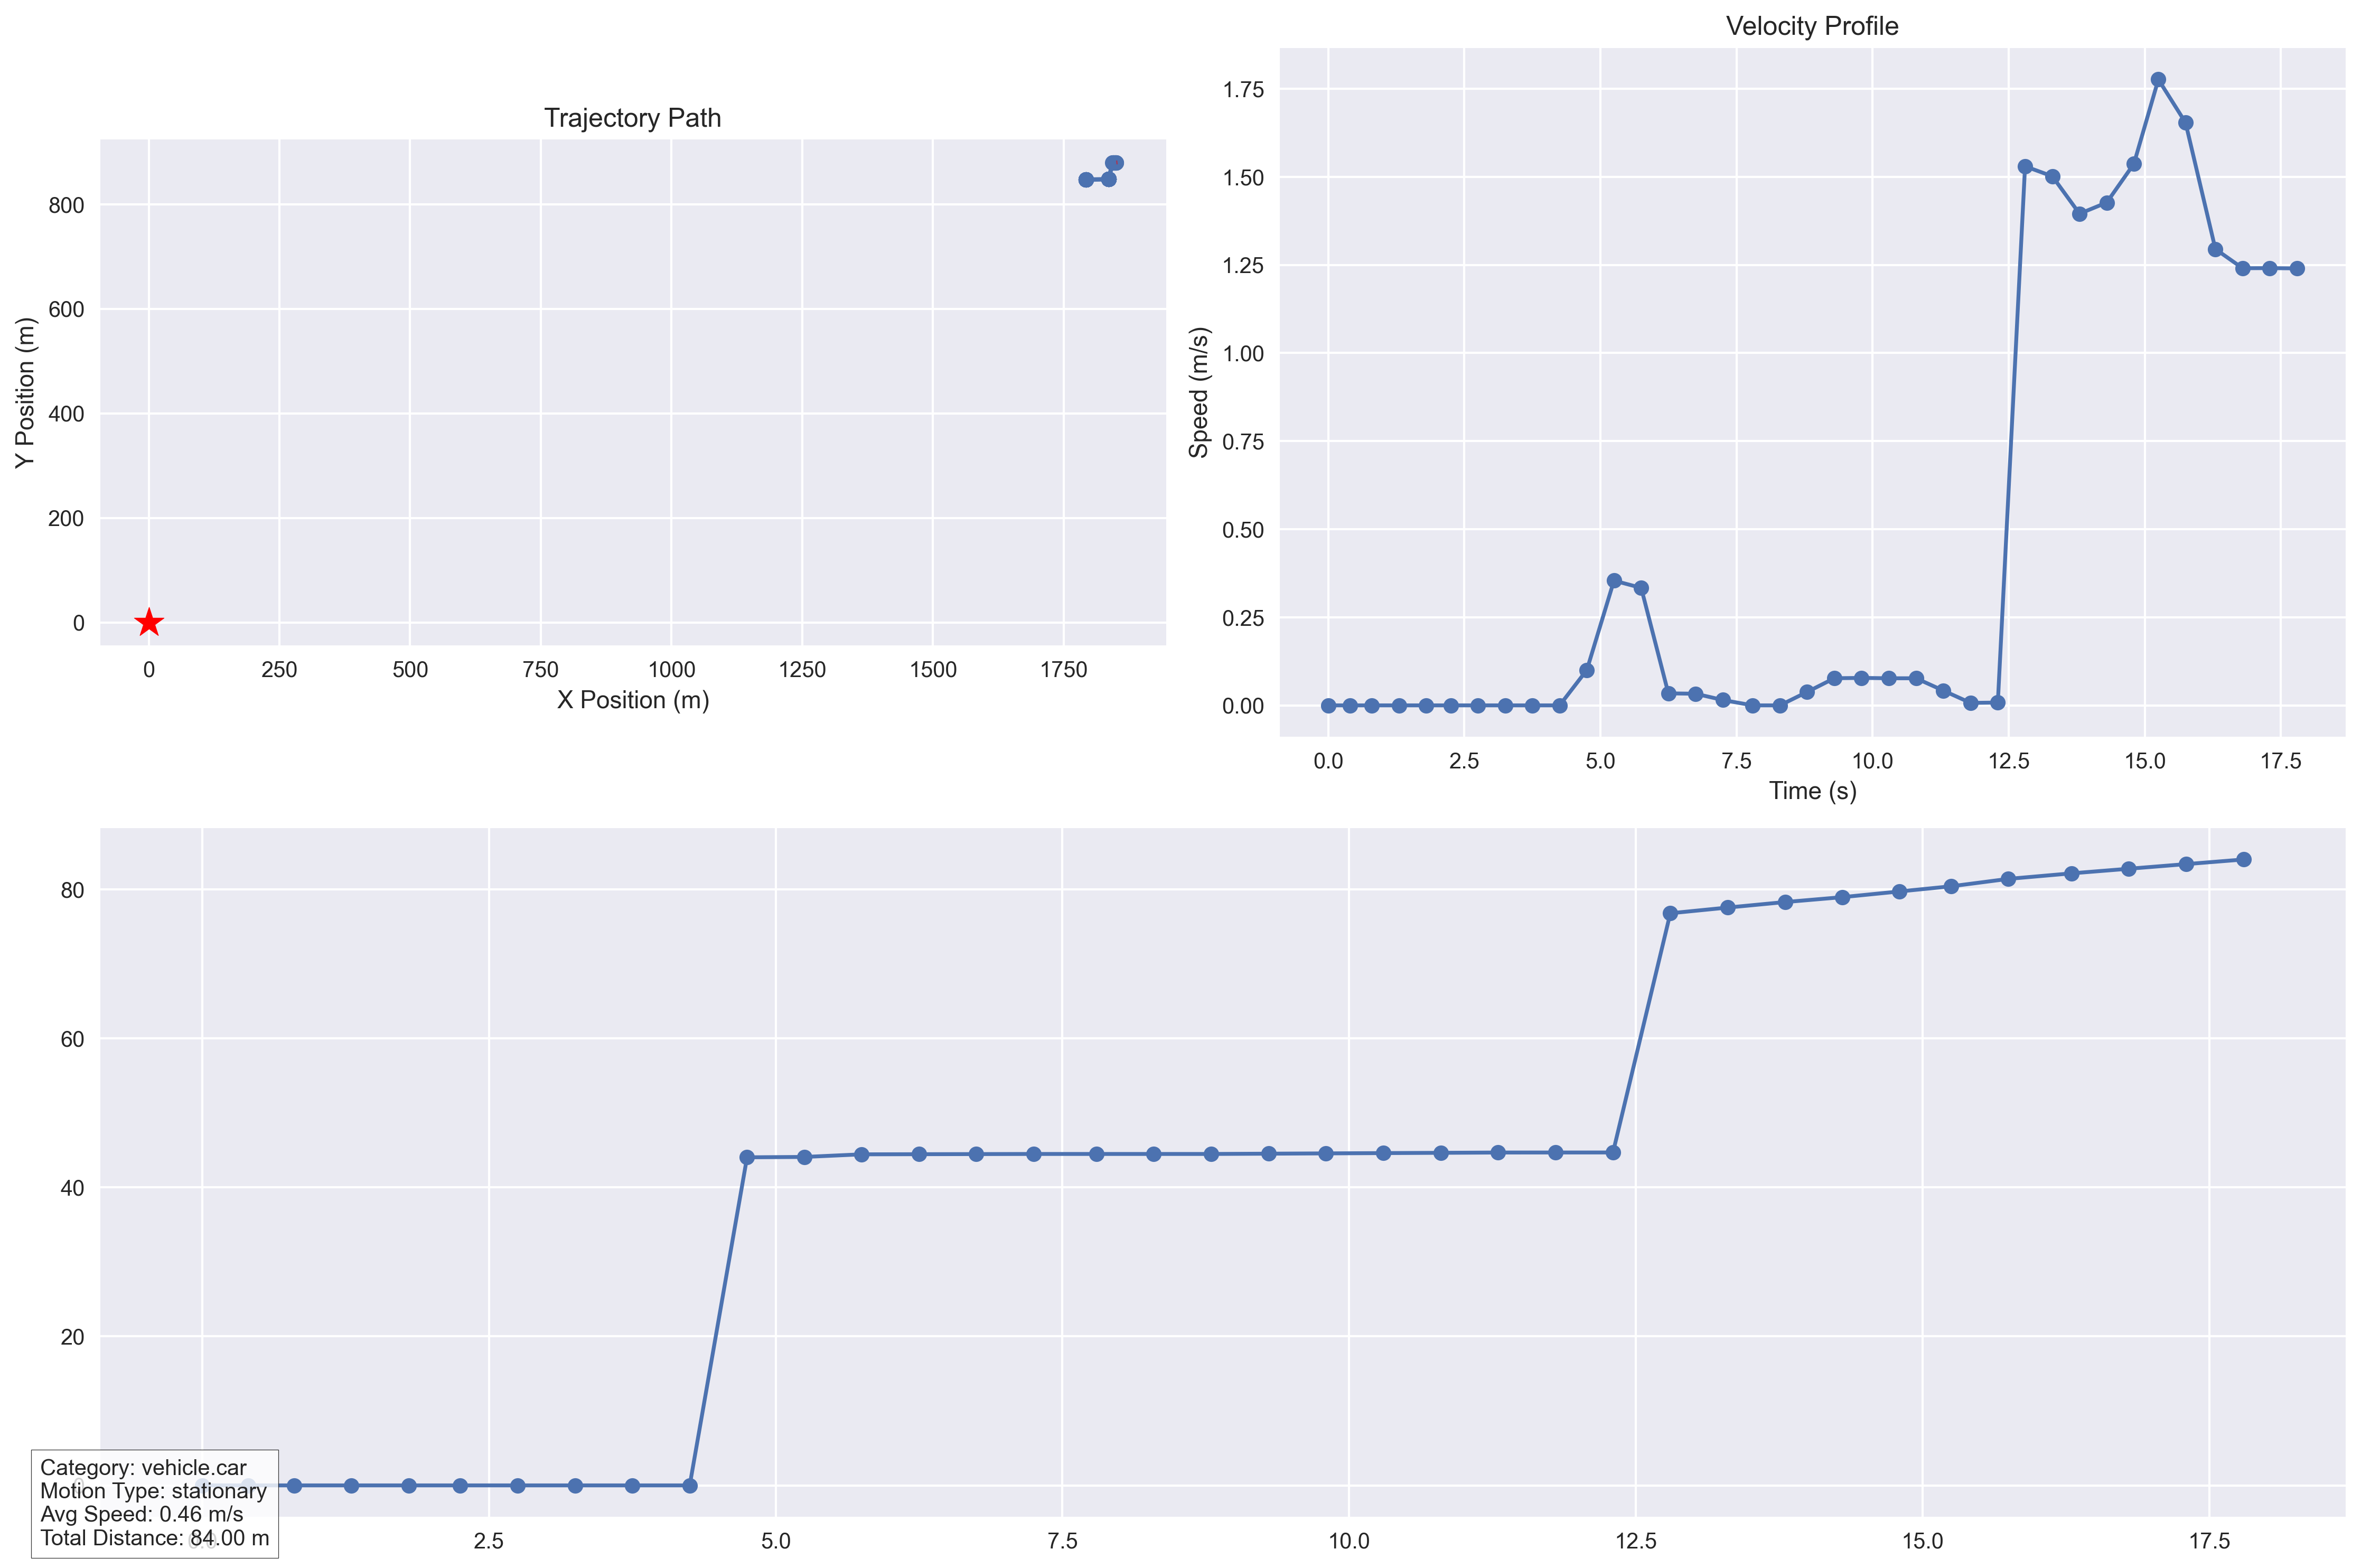 Trajectory Path
Y Position (m)
800
600
400
200
0
0 250 500 750 1000 1250 1500 1750
X Position (m)
Velocity Profile
Speed (m/s)
1.75
1.50
1.25
1.00
0.75
0.50
0.25
0.00
0.0 2.5 5.0 7.5 10.0 12.5 15.0 17.5
Time (s)
80
60
40
20
0
0.0 2.5 5.0 7.5 10.0 12.5 15.0 17.5
Category: vehicle.car
Motion Type: stationary
Avg Speed: 0.46 m/s
Total Distance: 84.00 m